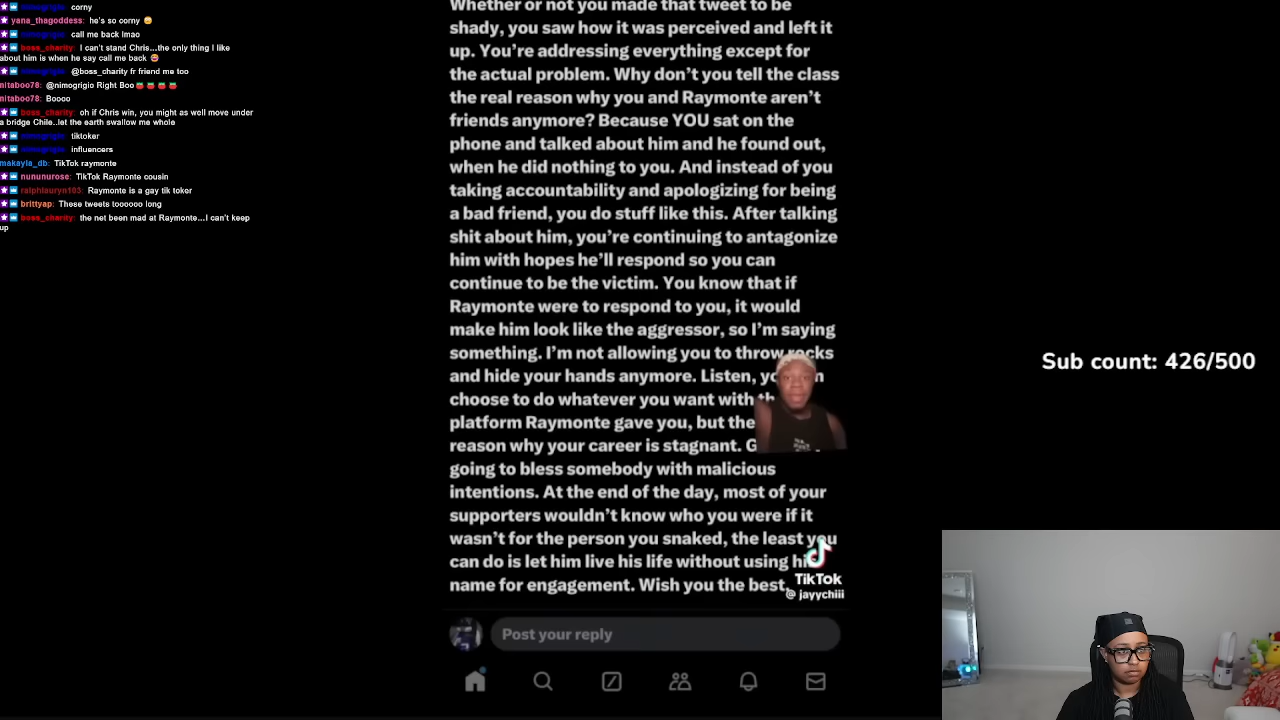 nimogrigio: corny
yana_thagoddess: he's so corny
nimogrigio: call me back lmao
boss_charity: I can't stand Chris...the only thing I like
about him is when he say call me back
nimogrigio: @boss_charity fr friend me too
nitaboo78: @nimogrigio Right Boo
nitaboo78: Boooo
boss_charity: oh if Chris win, you might as well move under
a bridge Chile..let the earth swallow me whole
nimogrigio: tiktoker
nimogrigio: influencers
makayla_db: TikTok raymonte
nununurose: TikTok Raymonte cousin
ralphlauryn103: Raymonte is a gay tik toker
brittyap: These tweets toooooo long
boss_charity: the net been mad at Raymonte...I can't keep
up
Whether or not you made that tweet to be
shady, you saw how it was perceived and left it
up. You're addressing everything except for
the actual problem. Why don't you tell the class
the real reason why you and Raymonte aren't
friends anymore? Because YOU sat on the
phone and talked about him and he found out,
when he did nothing to you. And instead of you
taking accountability and apologizing for being
a bad friend, you do stuff like this. After talking
shit about him, you're continuing to antagonize
him with hopes he'll respond so you can
continue to be the victim. You know that if
Raymonte were to respond to you, it would
make him look like the aggressor, so I'm saying
something. I'm not allowing you to throw rocks
and hide your hands anymore. Listen,
choose to do whatever you want with
platform Raymonte gave you, but
reason why your career is stagnant.
going to bless somebody with malicious
intentions. At the end of the day, most of your
supporters wouldn't know who you were if it
wasn't for the person you snaked, the least you
can do is let him live his life without using
name for engagement. Wish you the best,
TikTok
@ jayychiii
Post your reply
Sub count: 426/500